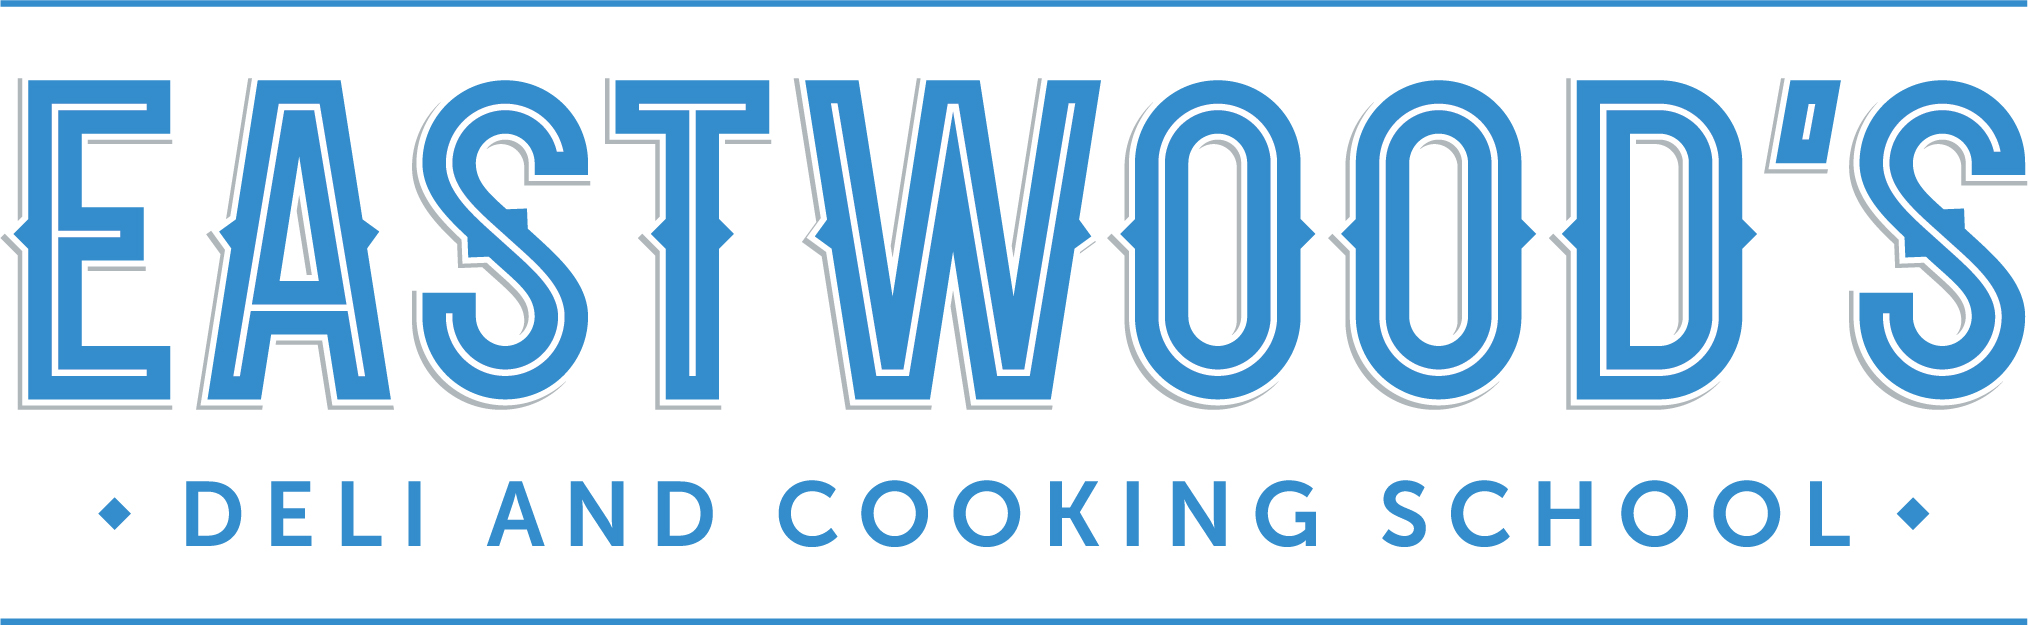 EASTWOOD'S
DELI AND COOKING SCHOOL